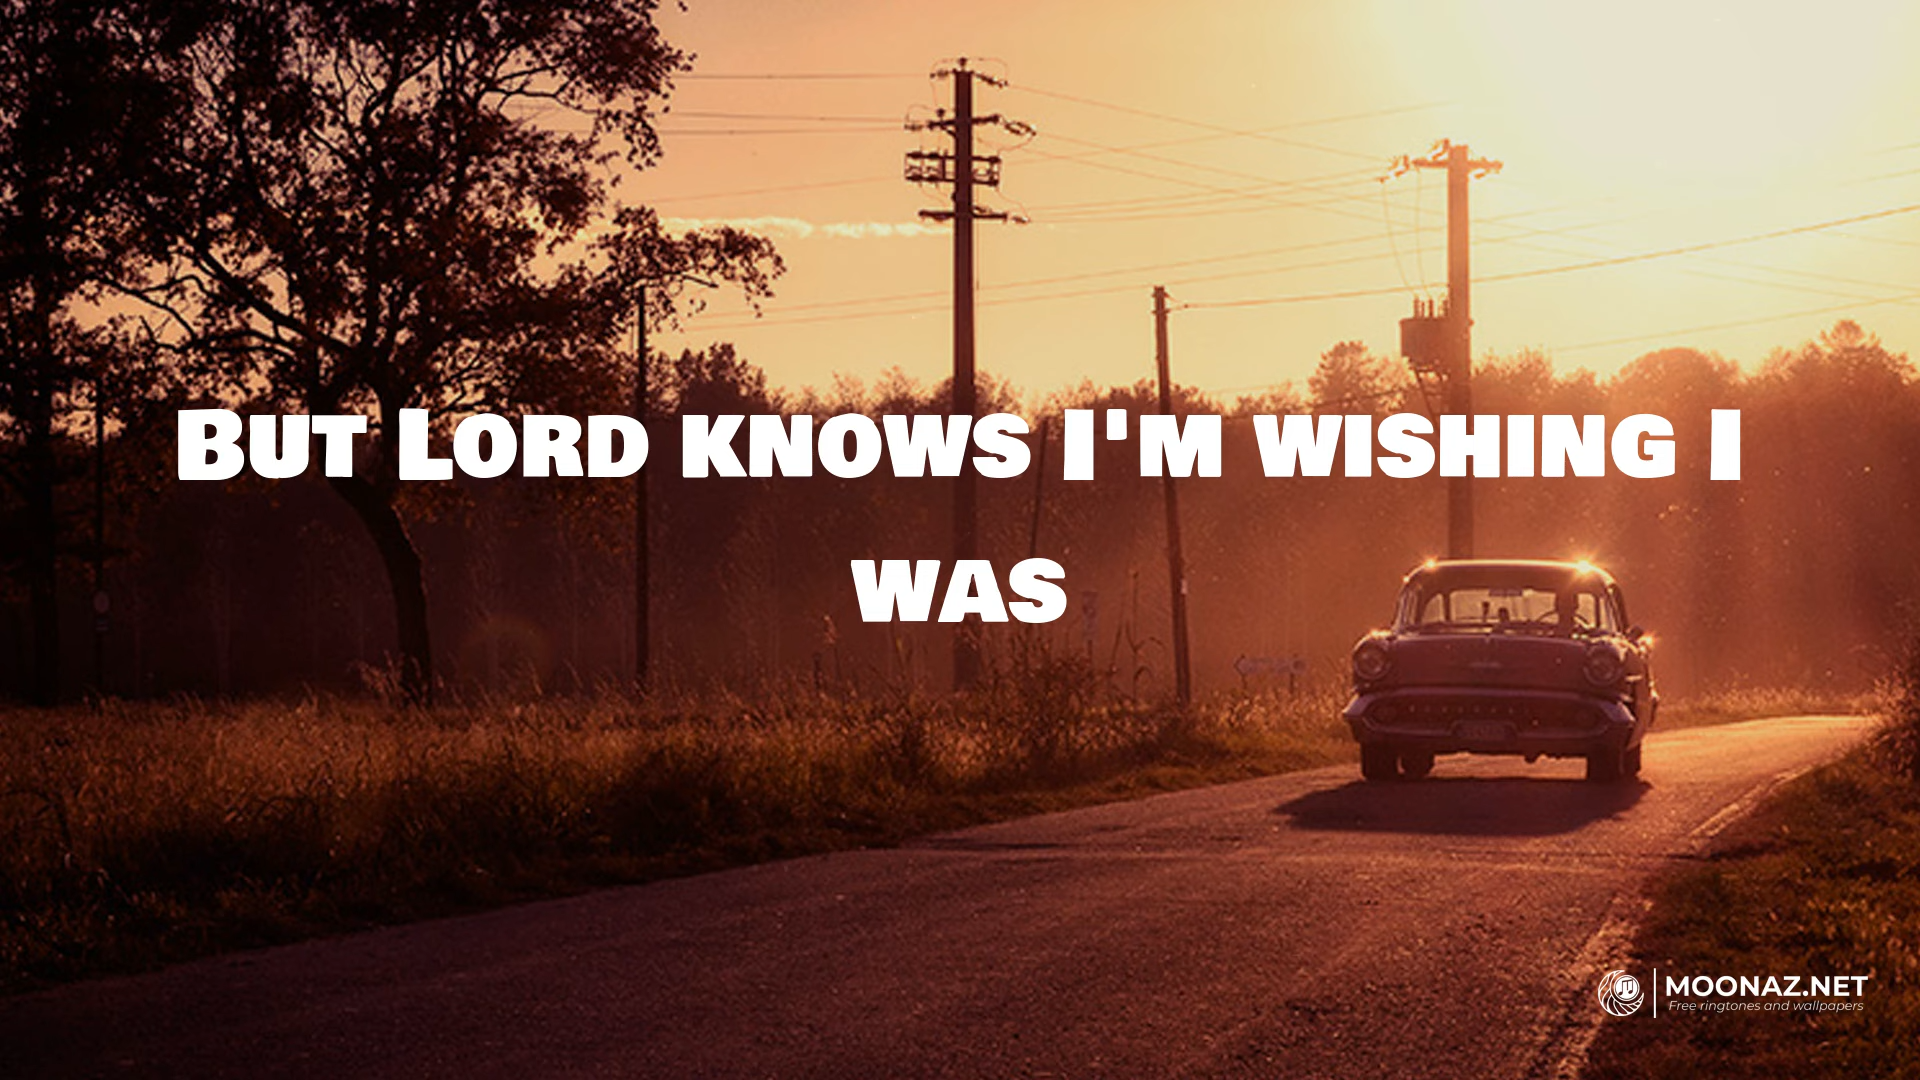 But Lord knows I'm wishing I
was
MOONAZ.NET
Free ringtones and wallpapers